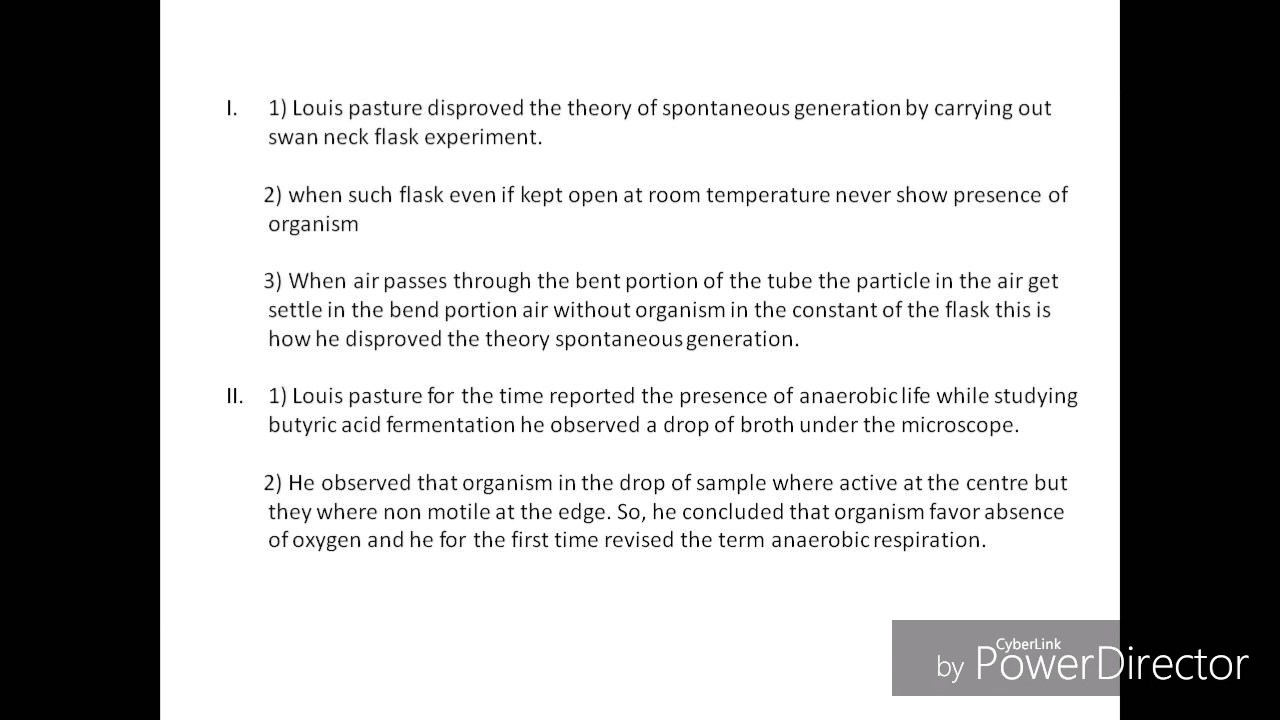 I. 1) Louis pasture disproved the theory of spontaneous generation by carrying out
swan neck flask experiment.
2) when such flask even if kept open at room temperature never show presence of
organism
3) When air passes through the bent portion of the tube the particle in the air get
settle in the bend portion air without organism in the constant of the flask this is
how he disproved the theory spontaneous generation.
II. 1) Louis pasture for the time reported the presence of anaerobic life while studying
butyric acid fermentation he observed a drop of broth under the microscope.
2) He observed that organism in the drop of sample where active at the centre but
they where non motile at the edge. So, he concluded that organism favor absence
of oxygen and he for the first time revised the term anaerobic respiration.
CyberLink
by PowerDirector